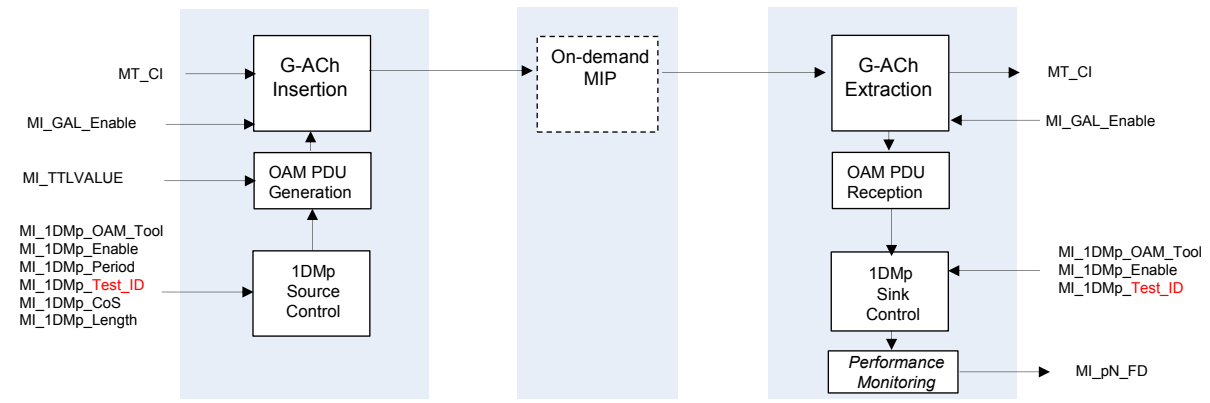 MT_CI
MI_GAL_Enable
MI_TTLVALUE
MI_1DMp_OAM_Tool
MI_1DMp_Enable
MI_1DMp_Period
MI_1DMp_Test_ID
MI_1DMp_CoS
MI_1DMp_Length
G-ACh
Insertion
OAM PDU
Generation
1DMp
Source
Control
On-demand
MIP
G-ACh
Extraction
OAM PDU
Reception
1DMp
Sink
Control
Performance
Monitoring
MT_CI
MI_GAL_Enable
MI_1DMp_OAM_Tool
MI_1DMp_Enable
MI_1DMp_Test_ID
MI_pN_FD